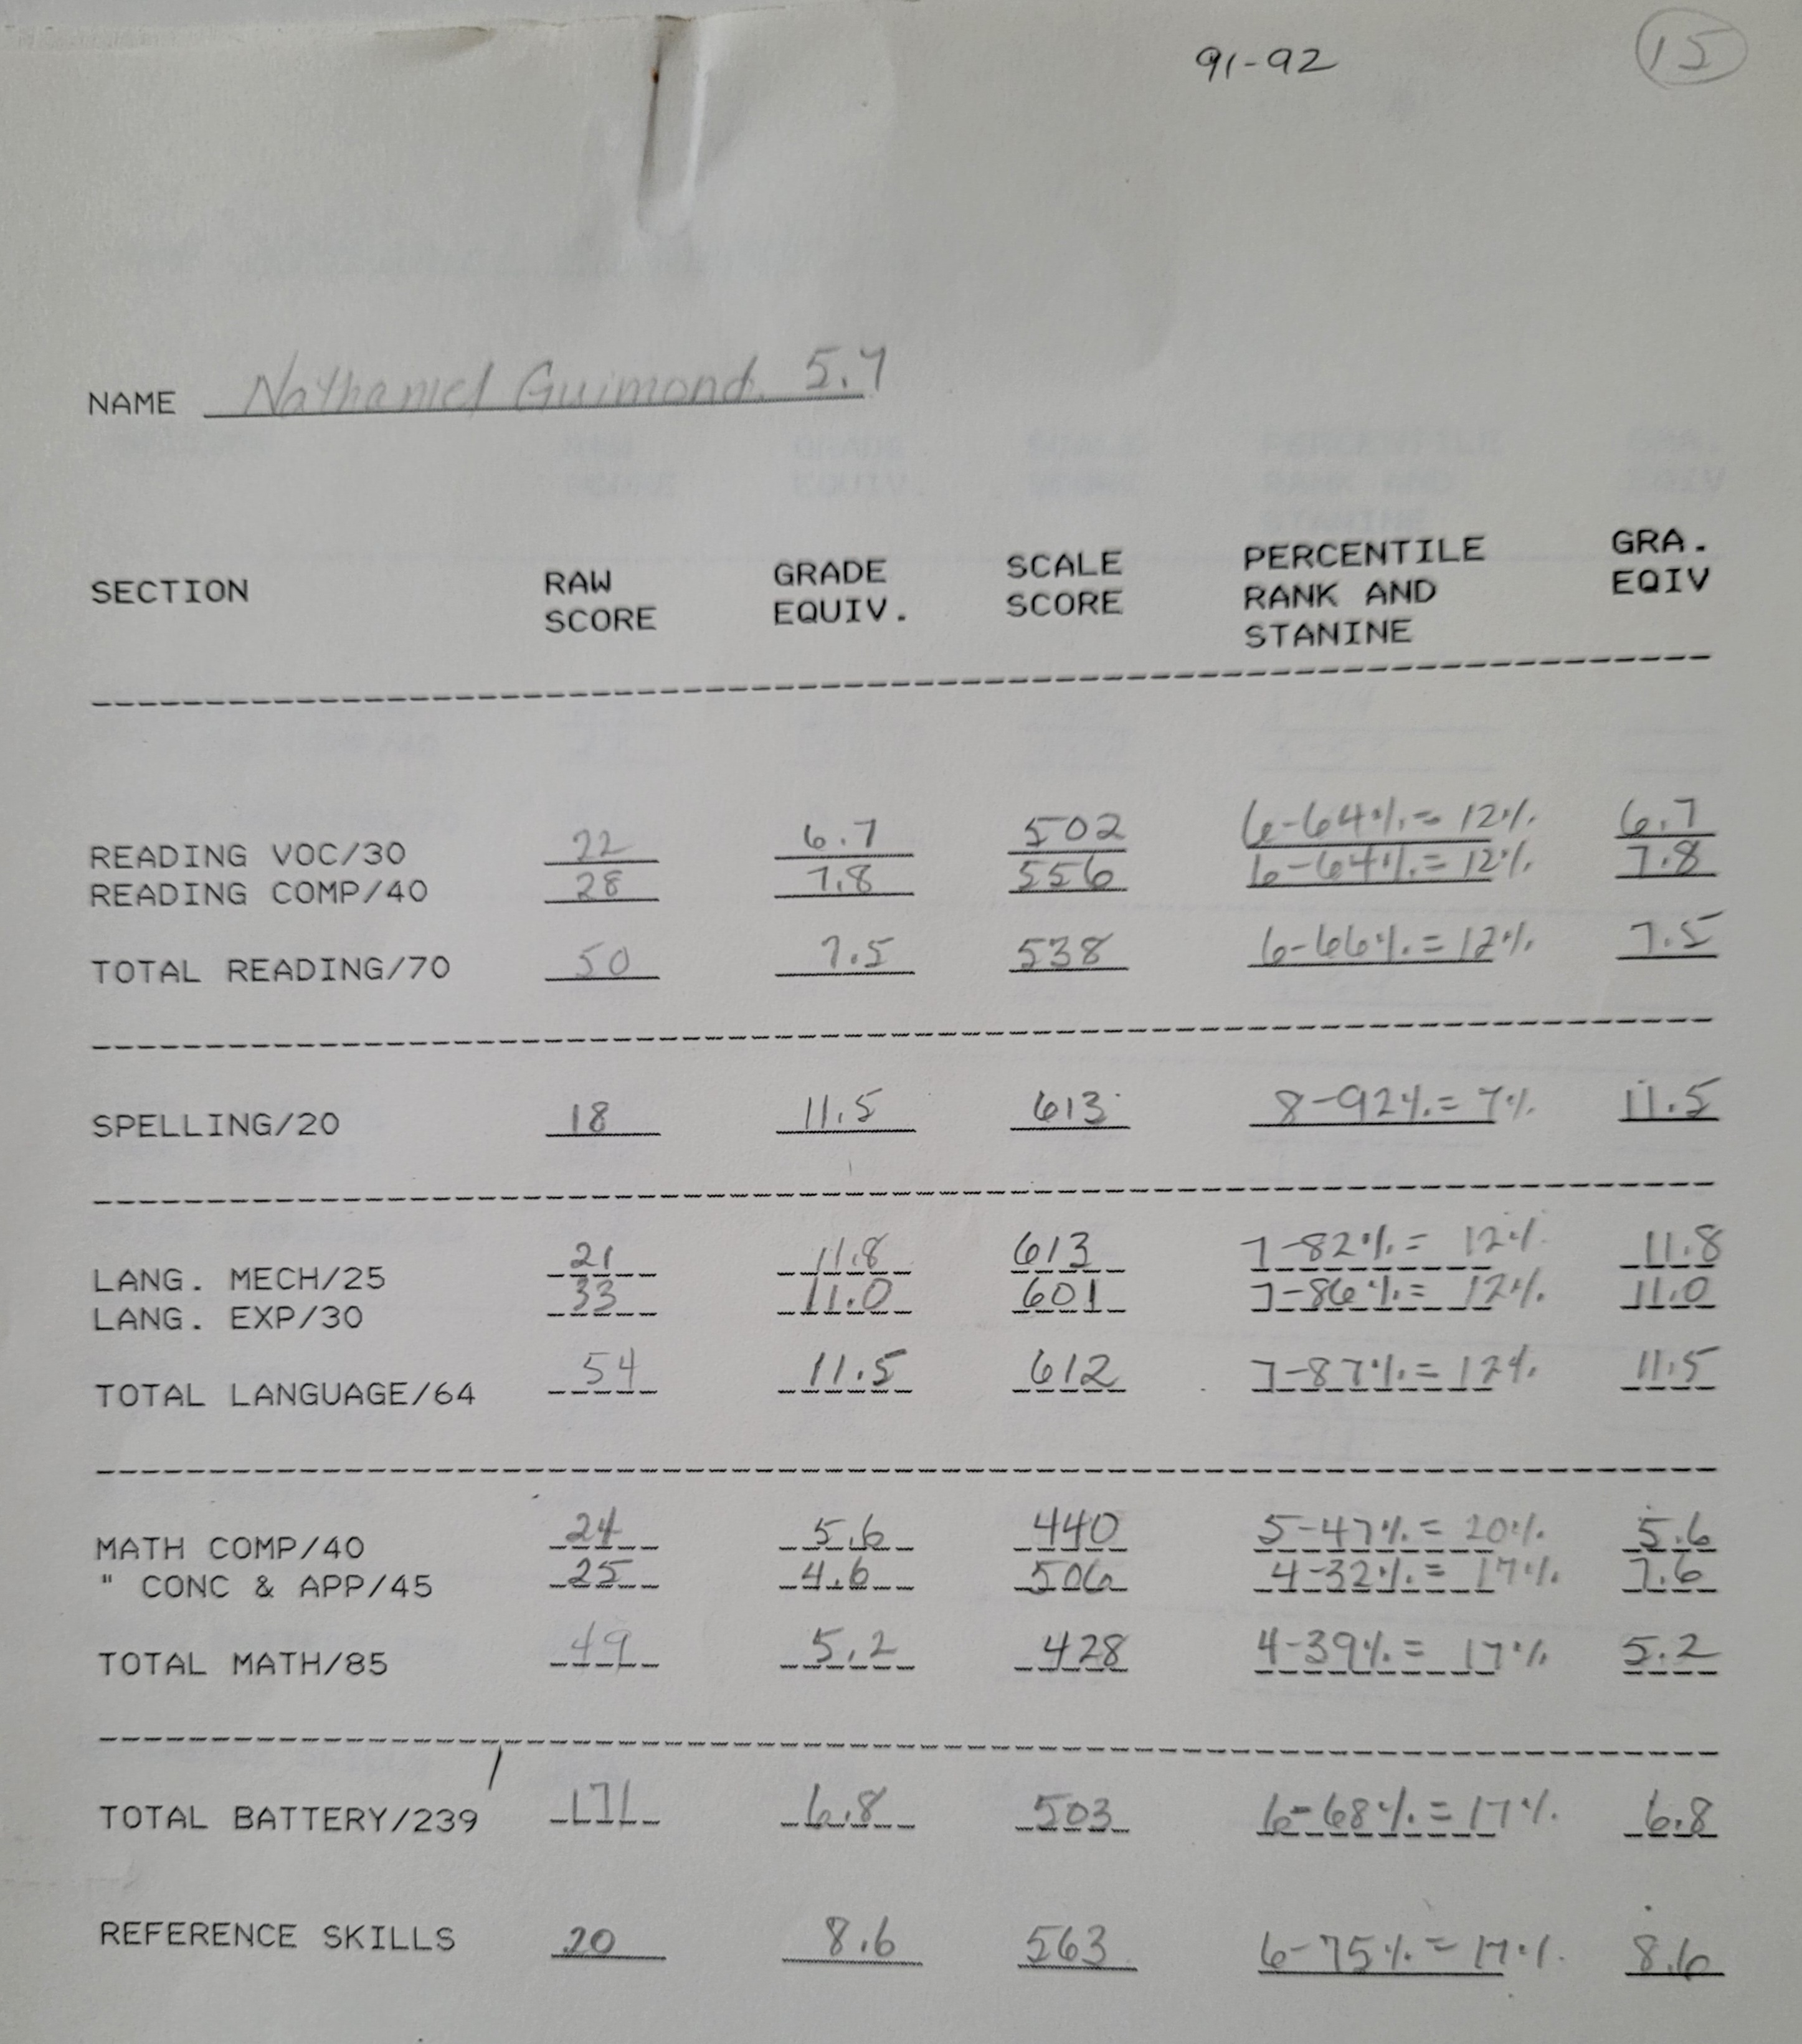 91-92 15
NAME Nathaniel Guimond. 5.7
SECTION RAW SCORE GRADE EQUIV. SCALE SCORE PERCENTILE RANK AND STANINE GRA. EQIV
READING VOC/30 22 6.7 502 6-64%= 12% 6.7
READING COMP/40 28 7.8 556 6-64%= 12% 7.8
TOTAL READING/70 50 7.5 538 6-66%= 12% 7.5
SPELLING/20 18 11.5 613 8-92%= 7% 11.5
LANG. MECH/25 21 11.8 613 7-82%= 12% 11.8
LANG. EXP/30 33 11.0 601 7-86%= 12% 11.0
TOTAL LANGUAGE/64 54 11.5 612 7-87%= 12% 11.5
MATH COMP/40 24 5.6 440 5-47%= 20% 5.6
" CONC & APP/45 25 4.6 506 4-32%= 17% 7.6
TOTAL MATH/85 49 5.2 428 4-39%= 17% 5.2
TOTAL BATTERY/239 171 6.8 503 6-68%= 17% 6.8
REFERENCE SKILLS 20 8.6 563 6-75%= 17% 8.6